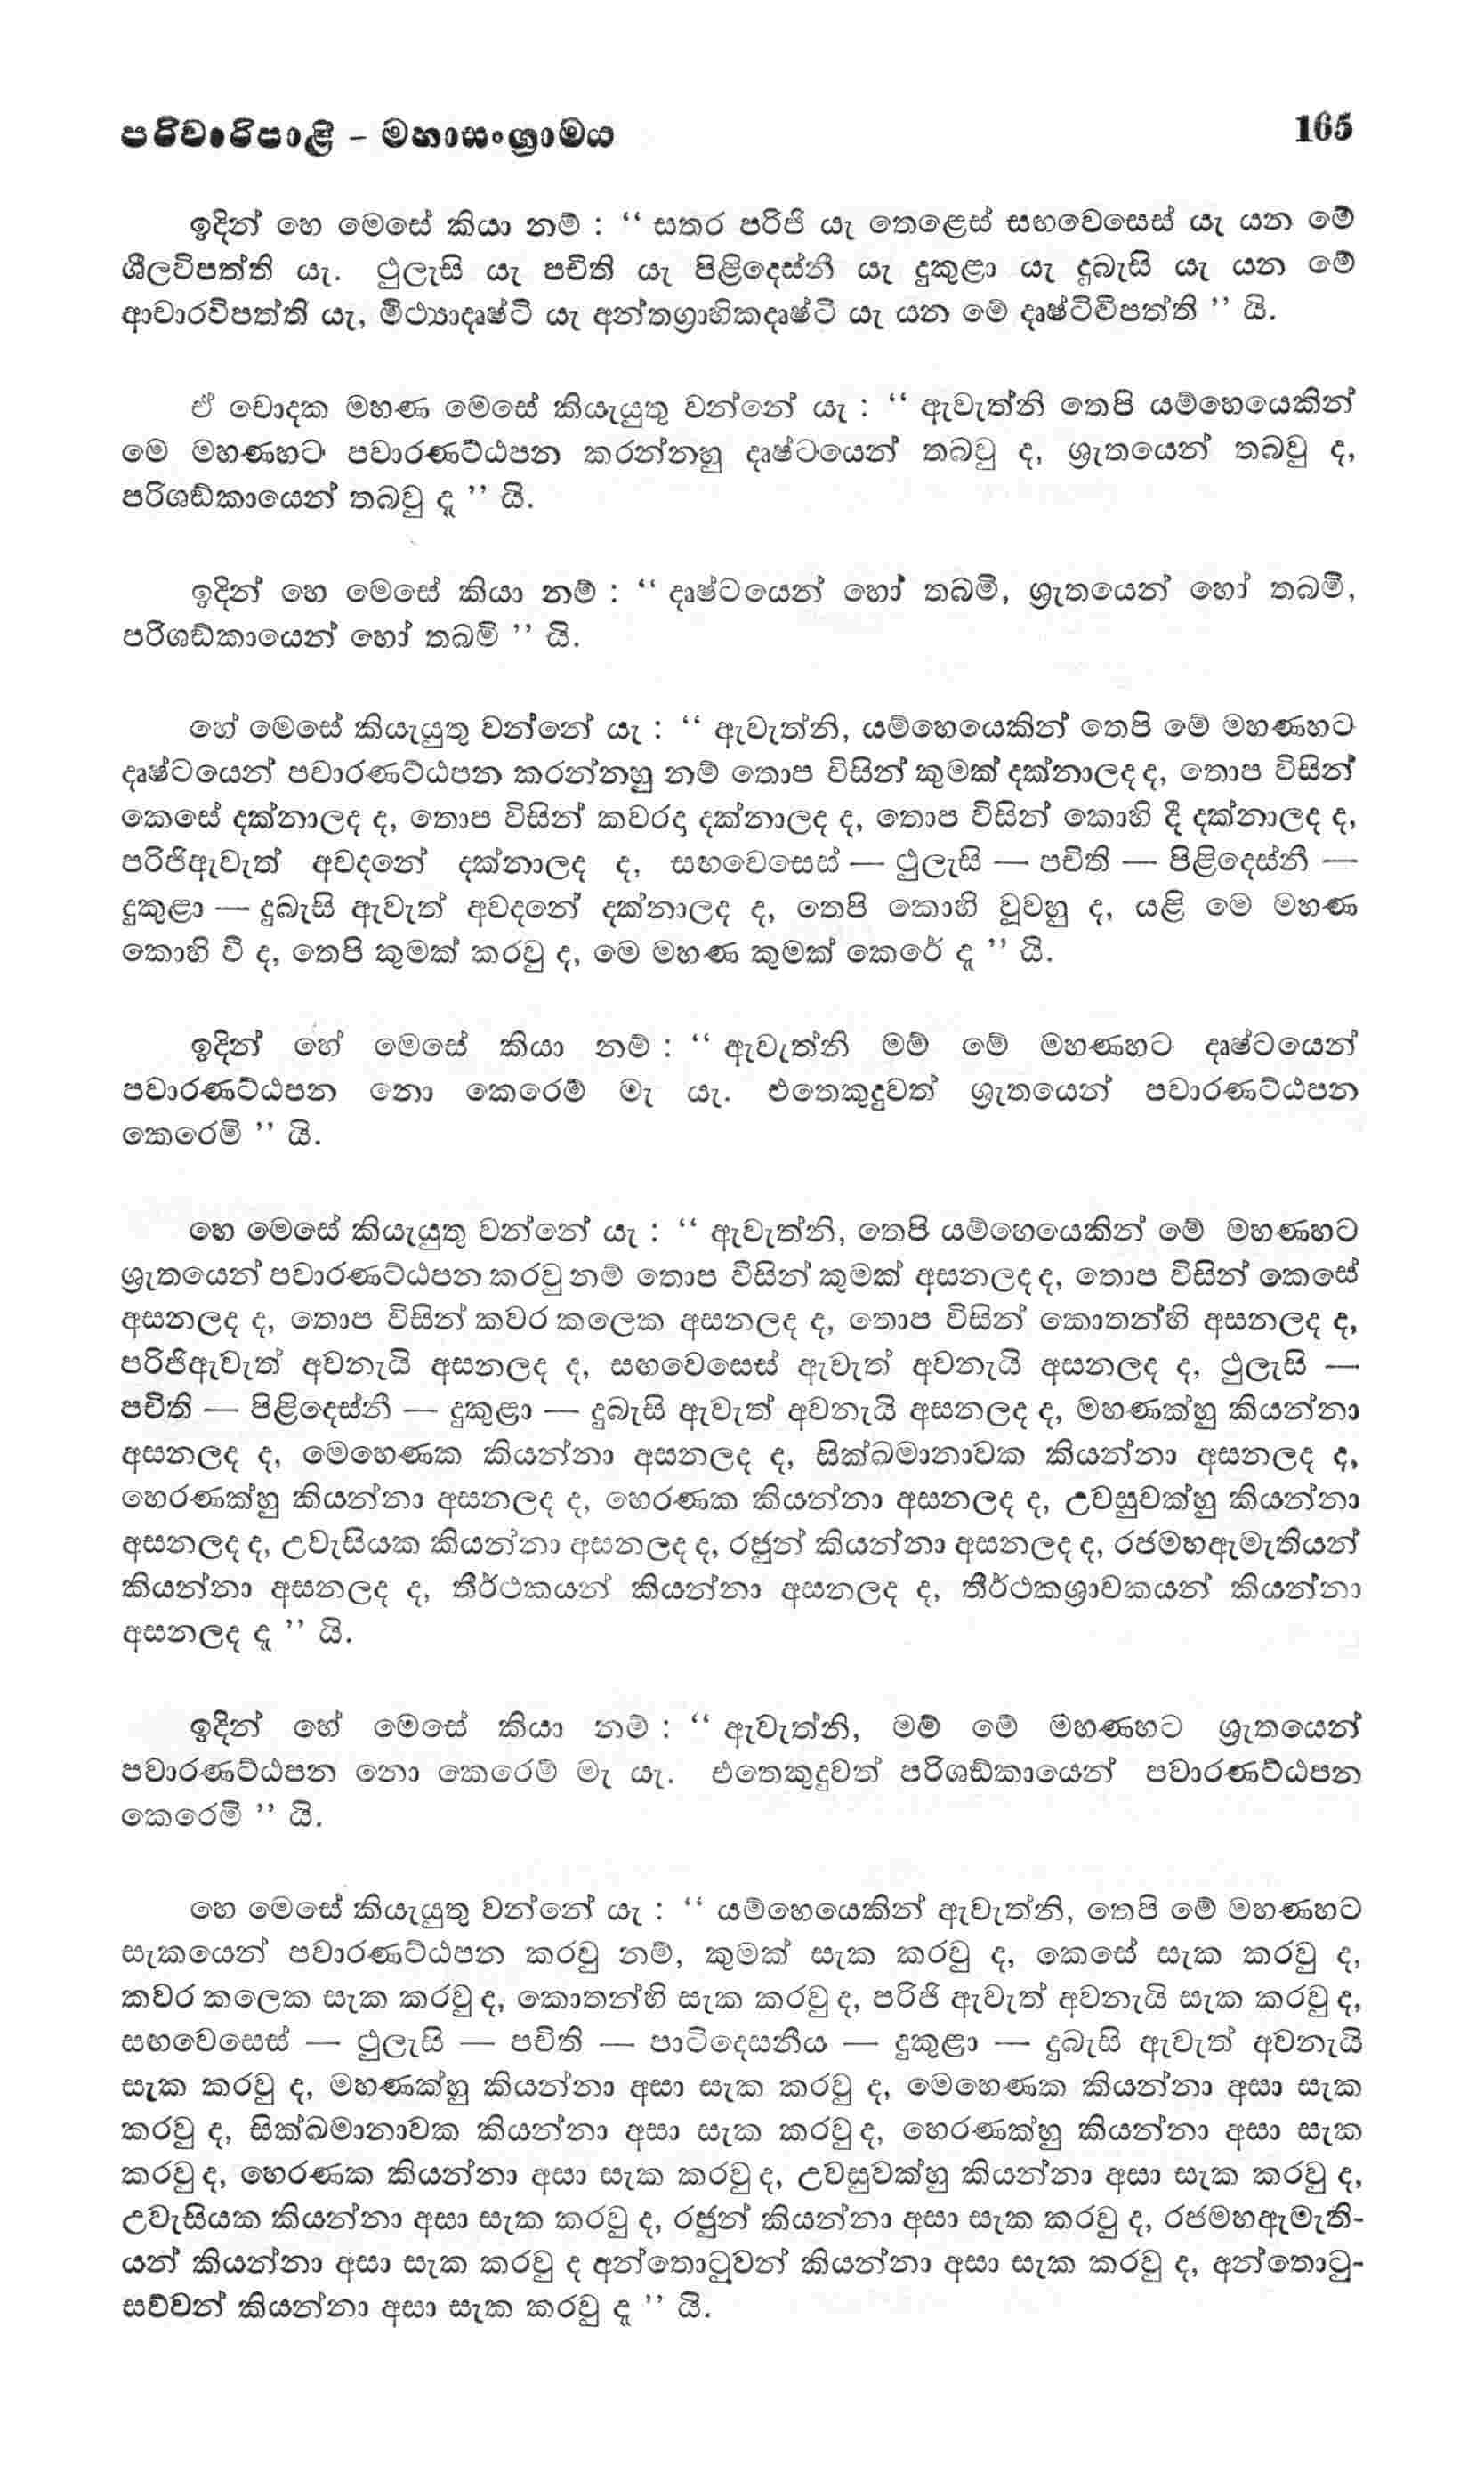 පරිවාරිපාළි – මහාසංග්‍රාමය 165
ඉදින් හෙ මෙසේ කියා නම් : “ සතර පරිජි යැ තෙළෙස් සඟවෙසෙස් යැ යන මේ
ශීලවිපත්ති යැ. ථුලැසි යැ පචිති යැ පිළිදෙස්නී යැ දුකුළා යැ දුබැසි යැ යන මේ
ආචාරවිපත්ති යැ, මිථ්‍යාදෘෂ්ටි යැ අන්තග්‍රාහිකදෘෂ්ටි යැ යන මේ දෘෂ්ටිවිපත්ති ” යි.
ඒ චොදක මහණ මෙසේ කියැයුතු වන්නේ යැ : “ ඇවැත්නි තෙපි යම්හෙයෙකින්
මෙ මහණහට පවාරණට්ඨපන කරන්නහු දෘෂ්ටයෙන් තබවු ද, ශ්‍රැතයෙන් තබවු ද,
පරිශඞ්කායෙන් තබවු දැ ” යි.
ඉදින් හෙ මෙසේ කියා නම් : “ දෘෂ්ටයෙන් හෝ තබමි, ශ්‍රැතයෙන් හෝ තබමි,
පරිශඞ්කායෙන් හෝ තබමි ” යි.
හේ මෙසේ කියැයුතු වන්නේ යැ : “ ඇවැත්නි, යම්හෙයෙකින් තෙපි මේ මහණහට
දෘෂ්ටයෙන් පවාරණට්ඨපන කරන්නහු නම් තොප විසින් කුමක් දක්නාලද ද, තොප විසින්
කෙසේ දක්නාලද ද, තොප විසින් කවරදා දක්නාලද ද, තොප විසින් කොහි දී දක්නාලද ද,
පරිජිඇවැත් අවදනේ දක්නාලද ද, සඟවෙසෙස් — ථුලැසි — පචිති — පිළිදෙස්නී —
දුකුළා — දුබැසි ඇවැත් අවදනේ දක්නාලද ද, තෙපි කොහි වූවහු ද, යළි මෙ මහණ
කොහි වී ද, තෙපි කුමක් කරවු ද, මෙ මහණ කුමක් කෙරේ දැ ” යි.
ඉදින් හේ මෙසේ කියා නම් : “ ඇවැත්නි මම් මේ මහණහට දෘෂ්ටයෙන්
පවාරණට්ඨපන නො කෙරෙම් මැ යැ. එතෙකුදුවත් ශ්‍රැතයෙන් පවාරණට්ඨපන
කෙරෙමි ” යි.
හෙ මෙසේ කියැයුතු වන්නේ යැ : “ ඇවැත්නි, තෙපි යම්හෙයෙකින් මේ මහණහට
ශ්‍රැතයෙන් පවාරණට්ඨපන කරවු නම් තොප විසින් කුමක් අසනලද ද, තොප විසින් කෙසේ
අසනලද ද, තොප විසින් කවර කලෙක අසනලද ද, තොප විසින් කොතන්හි අසනලද ද,
පරිජිඇවැත් අවනැයි අසනලද ද, සඟවෙසෙස් ඇවැත් අවනැයි අසනලද ද, ථුලැසි —
පචිති — පිළිදෙස්නී — දුකුළා — දුබැසි ඇවැත් අවනැයි අසනලද ද, මහණක්හු කියන්නා
අසනලද ද, මෙහෙණක කියන්නා අසනලද ද, සික්ඛමානාවක කියන්නා අසනලද ද,
හෙරණක්හු කියන්නා අසනලද ද, හෙරණක කියන්නා අසනලද ද, උවසුවක්හු කියන්නා
අසනලද ද, උවැසියක කියන්නා අසනලද ද, රජුන් කියන්නා අසනලද ද, රජමහඇමැතියන්
කියන්නා අසනලද ද, තීර්ථකයන් කියන්නා අසනලද ද, තීර්ථකශ්‍රාවකයන් කියන්නා
අසනලද දැ ” යි.
ඉදින් හේ මෙසේ කියා නම් : “ ඇවැත්නි, මම් මේ මහණහට ශ්‍රැතයෙන්
පවාරණට්ඨපන නො කෙරෙම් මැ යැ. එතෙකුදුවත් පරිශඞ්කායෙන් පවාරණට්ඨපන
කෙරෙමි ” යි.
හෙ මෙසේ කියැයුතු වන්නේ යැ : “ යම්හෙයෙකින් ඇවැත්නි, තෙපි මේ මහණහට
සැකයෙන් පවාරණට්ඨපන කරවු නම්, කුමක් සැක කරවු ද, කෙසේ සැක කරවු ද,
කවර කලෙක සැක කරවු ද, කොතන්හි සැක කරවු ද, පරිජි ඇවැත් අවනැයි සැක කරවු ද,
සඟවෙසෙස් — ථුලැසි — පචිති — පාටිදෙසනීය — දුකුළා — දුබැසි ඇවැත් අවනැයි
සැක කරවු ද, මහණක්හු කියන්නා අසා සැක කරවු ද, මෙහෙණක කියන්නා අසා සැක
කරවු ද, සික්ඛමානාවක කියන්නා අසා සැක කරවු ද, හෙරණක්හු කියන්නා අසා සැක
කරවු ද, හෙරණක කියන්නා අසා සැක කරවු ද, උවසුවක්හු කියන්නා අසා සැක කරවු ද,
උවැසියක කියන්නා අසා සැක කරවු ද, රජුන් කියන්නා අසා සැක කරවු ද, රජමහඇමැති-
යන් කියන්නා අසා සැක කරවු ද අන්තොටුවන් කියන්නා අසා සැක කරවු ද, අන්තොටු-
සව්වන් කියන්නා අසා සැක කරවු දැ ” යි.